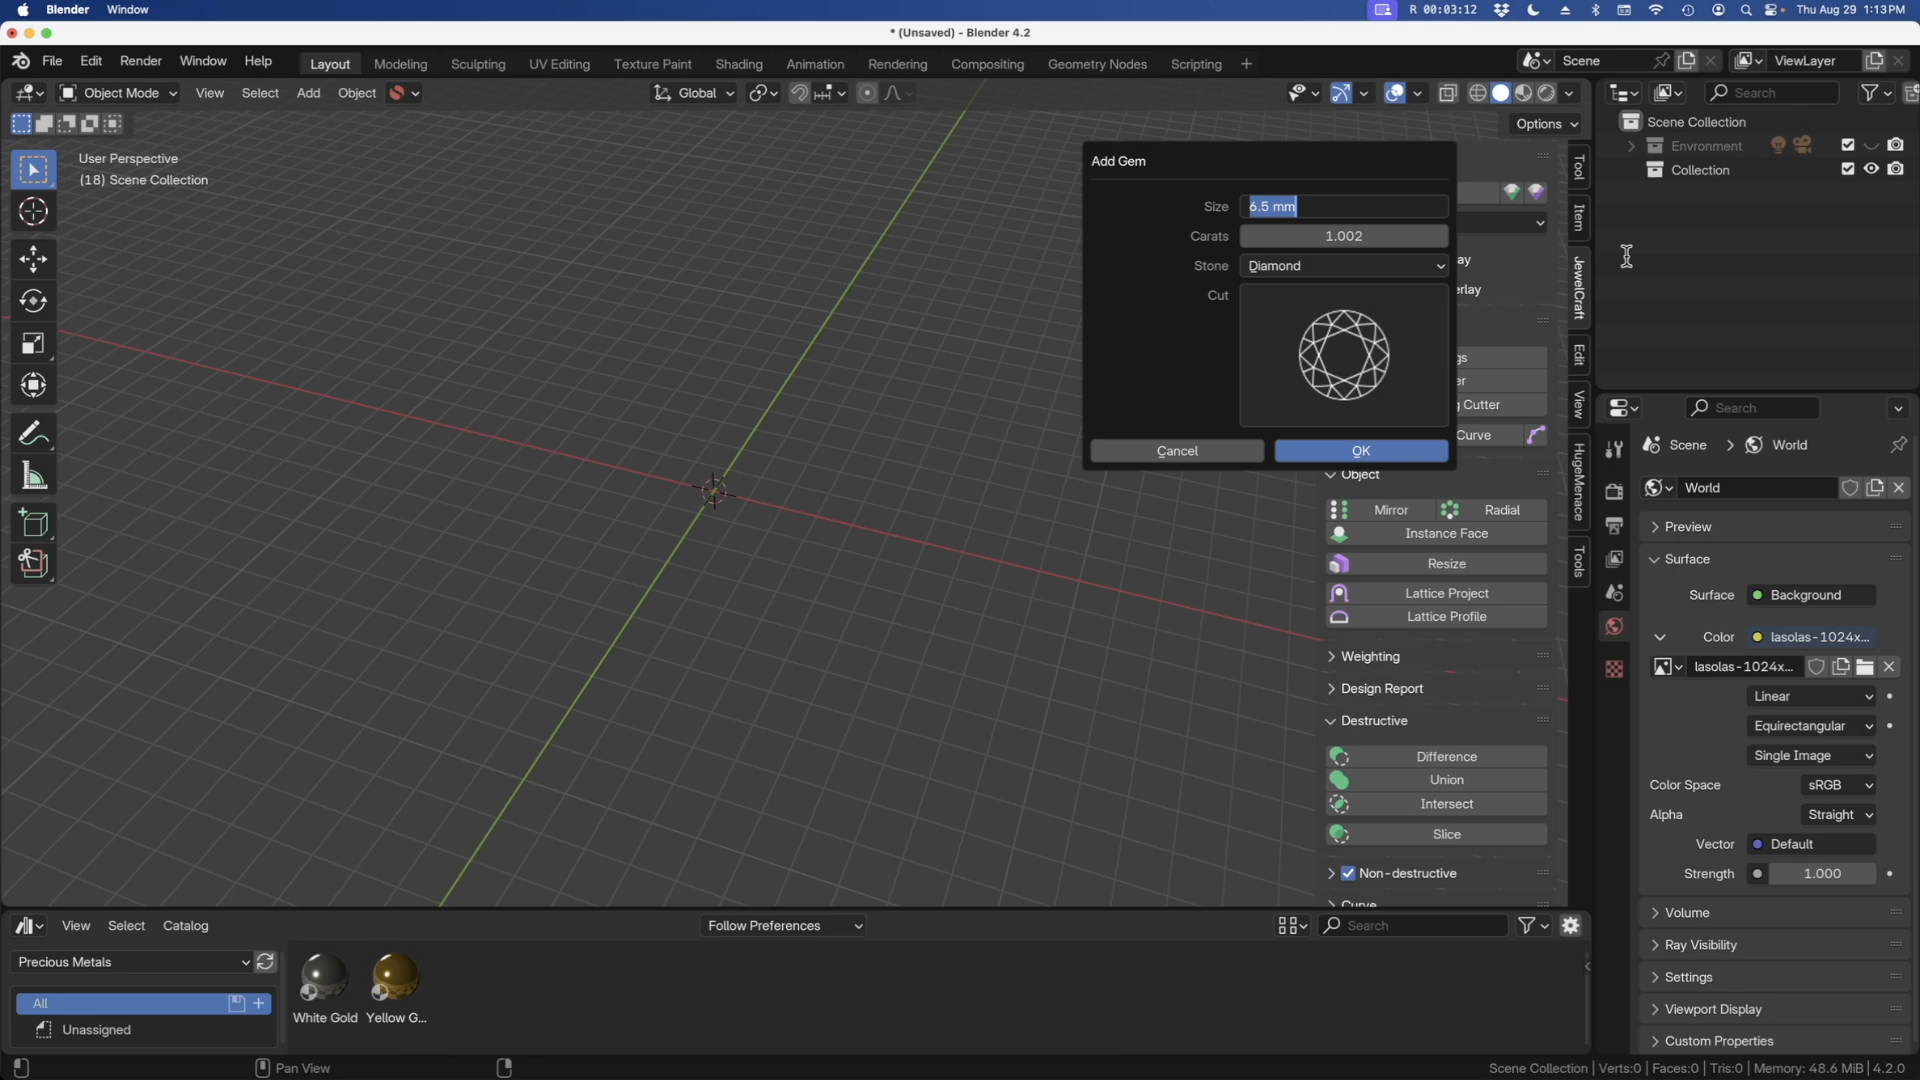 Blender Window R 00:03:12 Thu Aug 29 1:13PM
* (Unsaved) - Blender 4.2
File Edit Render Window Help Layout Modeling Sculpting UV Editing Texture Paint Shading Animation Rendering Compositing Geometry Nodes Scripting + Scene ViewLayer
Object Mode View Select Add Object Global Search
Options
User Perspective
(18) Scene Collection
Scene Collection
Environment
Collection
Add Gem
Size 6.5 mm
Carats 1.002
Stone Diamond
Cut
Cancel OK
ay
erlay
gs
er
g Cutter
Curve
Object
Mirror Radial
Instance Face
Resize
Lattice Project
Lattice Profile
Weighting
Design Report
Destructive
Difference
Union
Intersect
Slice
Non-destructive
Curve
Tool
Item
JewelCraft
Edit
View
HugeMenace
Tools
Search
Scene World
World
Preview
Surface
Surface Background
Color lasolas-1024x...
lasolas-1024x...
Linear
Equirectangular
Single Image
Color Space sRGB
Alpha Straight
Vector Default
Strength 1.000
Volume
Ray Visibility
Settings
Viewport Display
Custom Properties
View Select Catalog Follow Preferences Search
Precious Metals
All
Unassigned
White Gold Yellow G...
Pan View
Scene Collection | Verts:0 | Faces:0 | Tris:0 | Memory: 48.6 MiB | 4.2.0